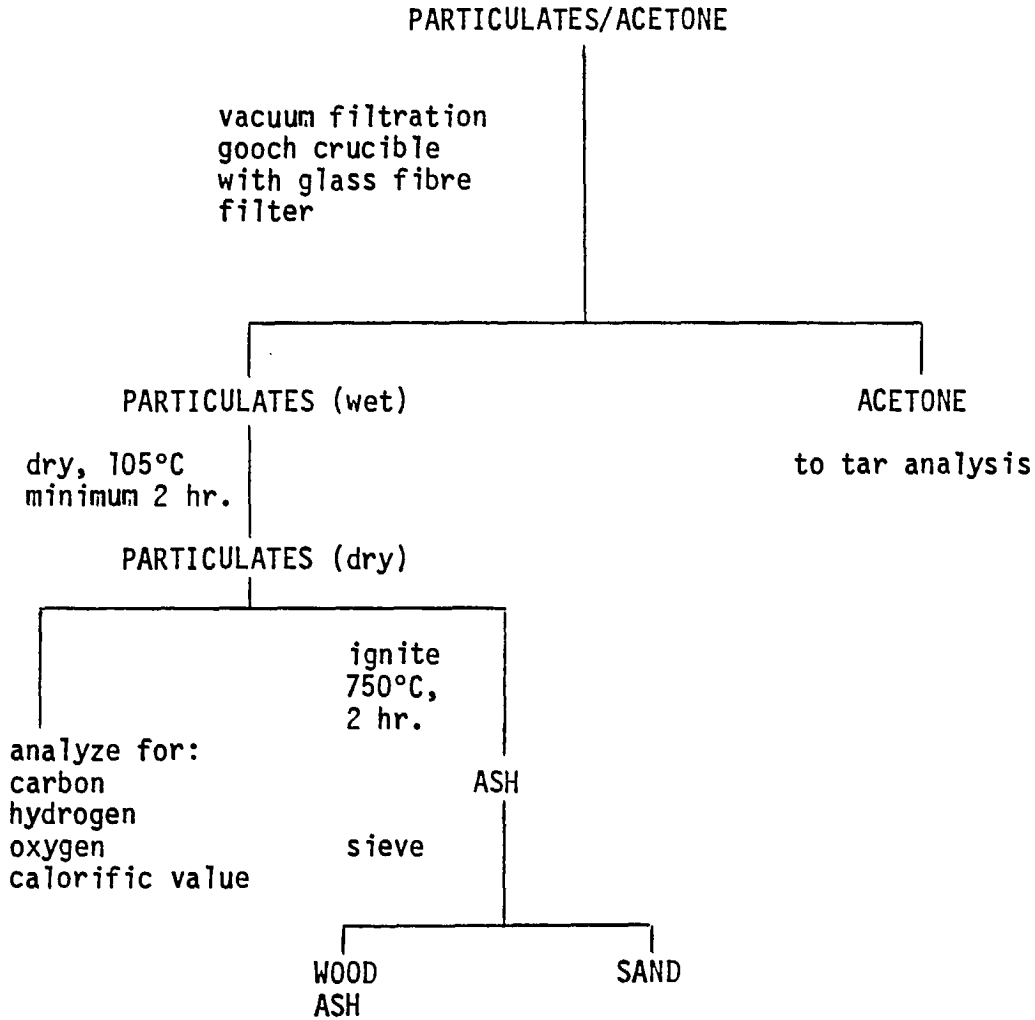 PARTICULATES/ACETONE
vacuum filtration
gooch crucible
with glass fibre
filter
PARTICULATES (wet)
ACETONE
dry, 105°C
minimum 2 hr.
to tar analysis
PARTICULATES (dry)
ignite
750°C,
2 hr.
analyze for:
carbon
hydrogen
oxygen
calorific value
ASH
sieve
WOOD
ASH
SAND